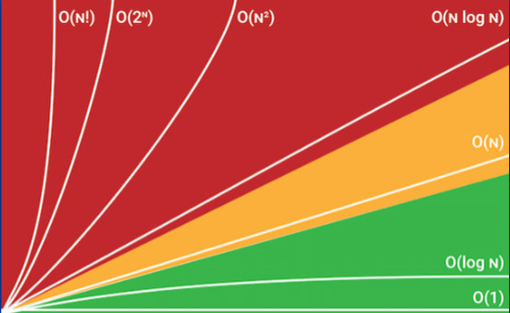 O(N!)
O(2ᴺ)
O(N²)
O(N log N)
O(N)
O(log N)
O(1)